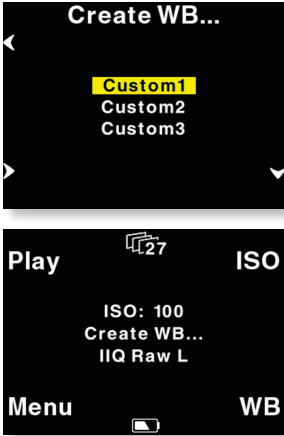 Create WB...
Custom1
Custom2
Custom3
27
Play
ISO
ISO: 100
Create WB...
IIQ Raw L
Menu
WB